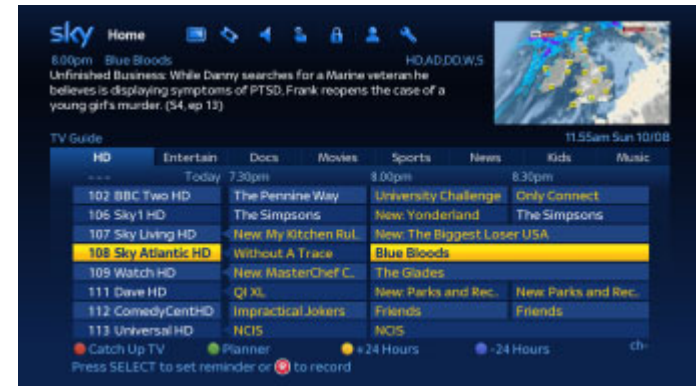 sky Home
8.00pm Blue Bloods HD,AD,DD,W,S
Unfinished Business: While Danny searches for a Marine veteran he
believes is displaying symptoms of PTSD, Frank reopens the case of a
young girl's murder. (S4, ep 13)
TV Guide 11.55am Sun 10/08
HD Entertain Docs Movies Sports News Kids Music
--- Today 7.30pm 8.00pm 8.30pm
102 BBC Two HD The Pennine Way University Challenge Only Connect
106 Sky1 HD The Simpsons New: Yonderland The Simpsons
107 Sky Living HD New: My Kitchen Rul.. New: The Biggest Loser USA
108 Sky Atlantic HD Without A Trace Blue Bloods
109 Watch HD New: MasterChef C.. The Glades
111 Dave HD QI XL New: Parks and Rec.. New: Parks and Rec..
112 ComedyCentHD Impractical Jokers Friends Friends
113 Universal HD NCIS NCIS
Catch Up TV Planner +24 Hours -24 Hours ch-
Press SELECT to set reminder or R to record